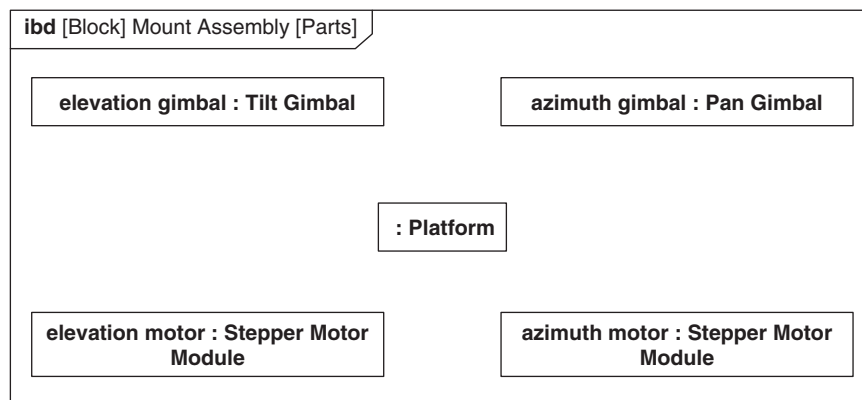 ibd [Block] Mount Assembly [Parts]
elevation gimbal : Tilt Gimbal
azimuth gimbal : Pan Gimbal
: Platform
elevation motor : Stepper Motor
Module
azimuth motor : Stepper Motor
Module